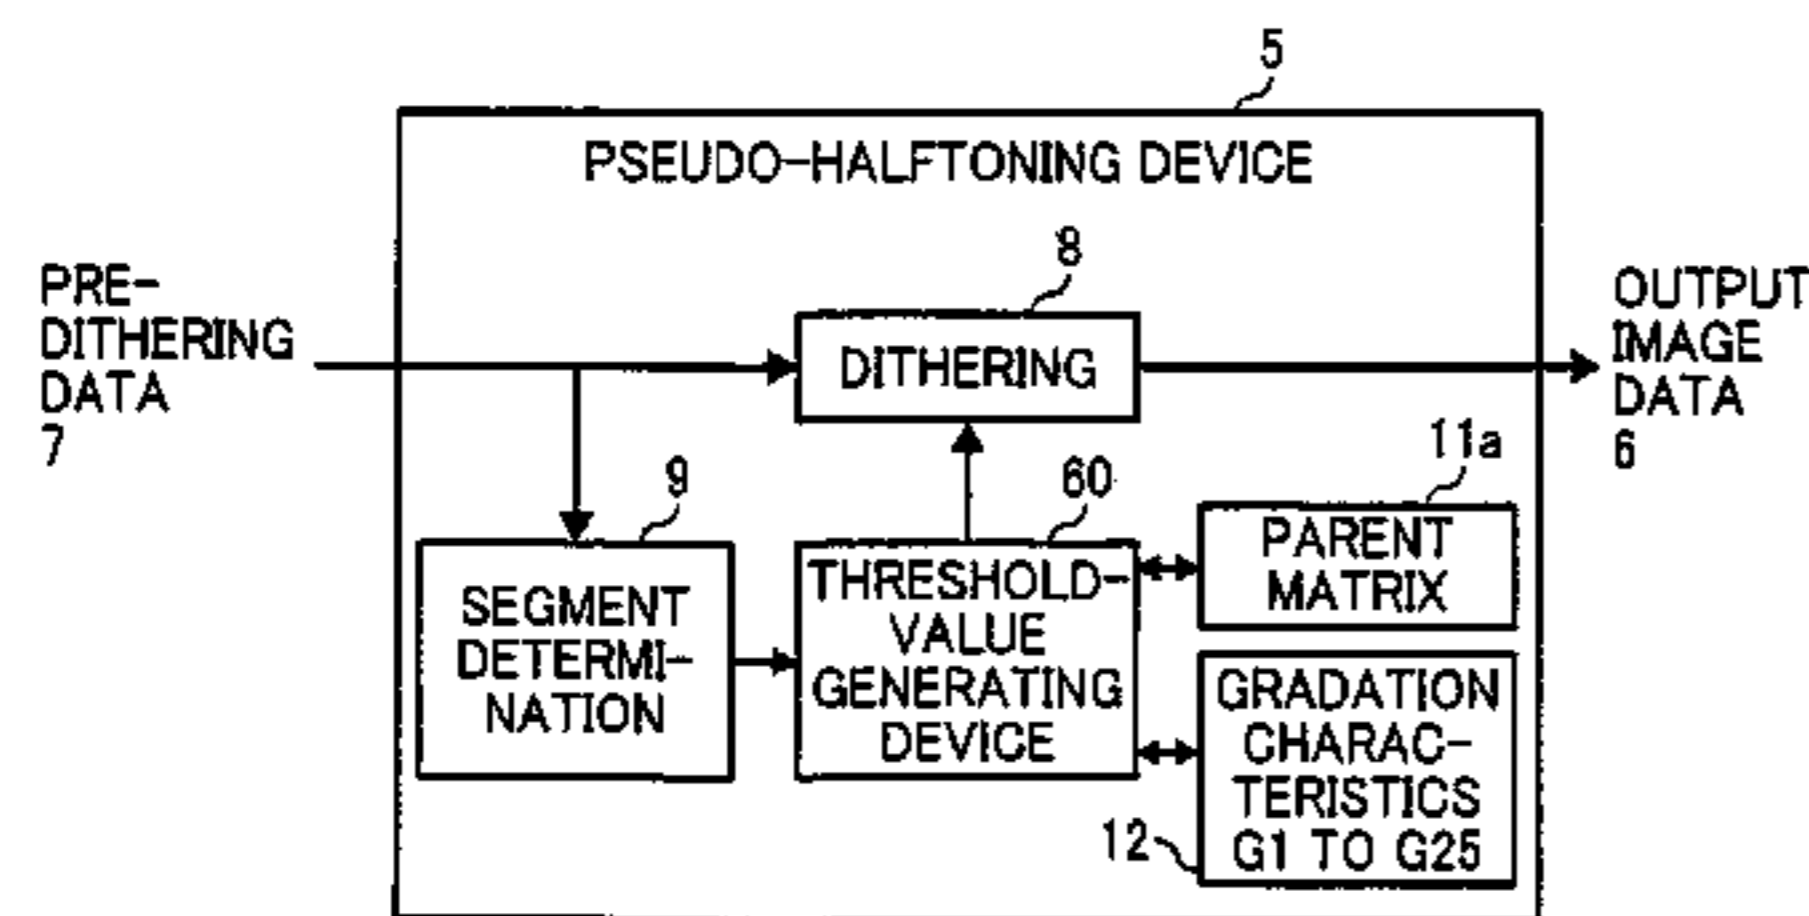 5
PSEUDO-HALFTONING DEVICE
PRE-
DITHERING
DATA
7
8
DITHERING
OUTPUT
IMAGE
DATA
6
9
SEGMENT
DETERMI-
NATION
60
THRESHOLD-
VALUE
GENERATING
DEVICE
11a
PARENT
MATRIX
GRADATION
CHARAC-
TERISTICS
G1 TO G25
12